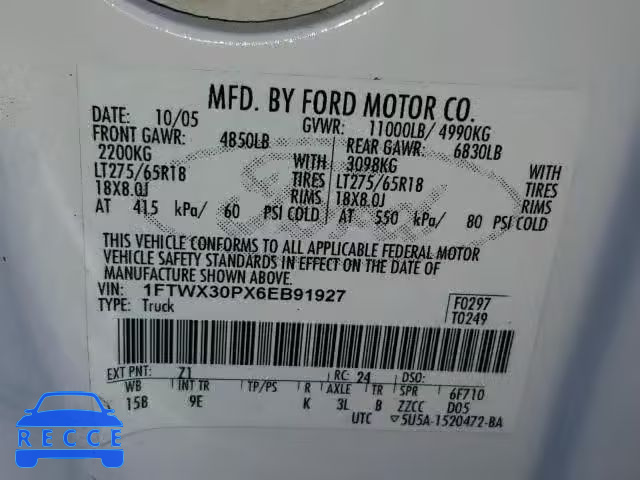 MFD. BY FORD MOTOR CO.
DATE: 10/05 GVWR: 11000LB/ 4990KG
FRONT GAWR: 4850LB REAR GAWR: 6830LB
2200KG WITH 3098KG WITH
LT275/65R18 TIRES LT275/65R18 TIRES
18X8.0J RIMS 18X8.0J RIMS
AT 415 kPa/ 60 PSI COLD AT 550 kPa/ 80 PSI COLD
THIS VEHICLE CONFORMS TO ALL APPLICABLE FEDERAL MOTOR
VEHICLE SAFETY STANDARDS IN EFFECT ON THE DATE OF
MANUFACTURE SHOWN ABOVE.
VIN: 1FTWX30PX6EB91927 F0297
TYPE: Truck T0249
EXT PNT: Z1 RC: 24 DSO:
WB INT TR TP/PS R AXLE TR SPR 6F710
15B 9E K 3L B ZZCC D05
UTC 5U5A-1520472-BA
Ford